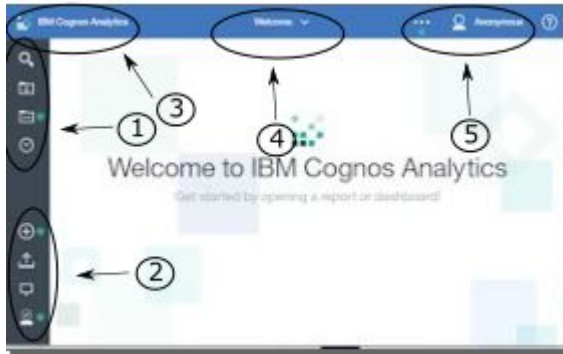 IBM Cognos Analytics
Welcome
Anonymous
3
1
4
5
Welcome to IBM Cognos Analytics
Get started by opening a report or dashboard!
2